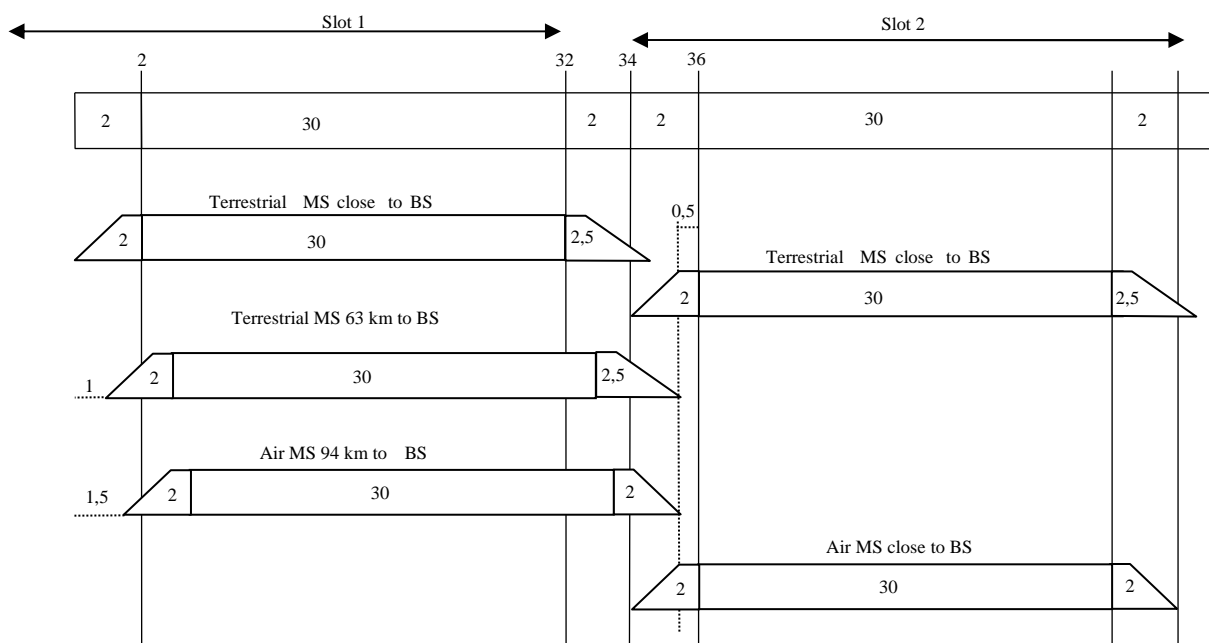 Slot 1
Slot 2
2 32 34 36
2 30 2 2 30 2
Terrestrial MS close to BS
0,5
2 30 2,5
Terrestrial MS close to BS
2 30 2,5
Terrestrial MS 63 km to BS
1 2 30 2,5
Air MS 94 km to BS
1,5 2 30 2
Air MS close to BS
2 30 2